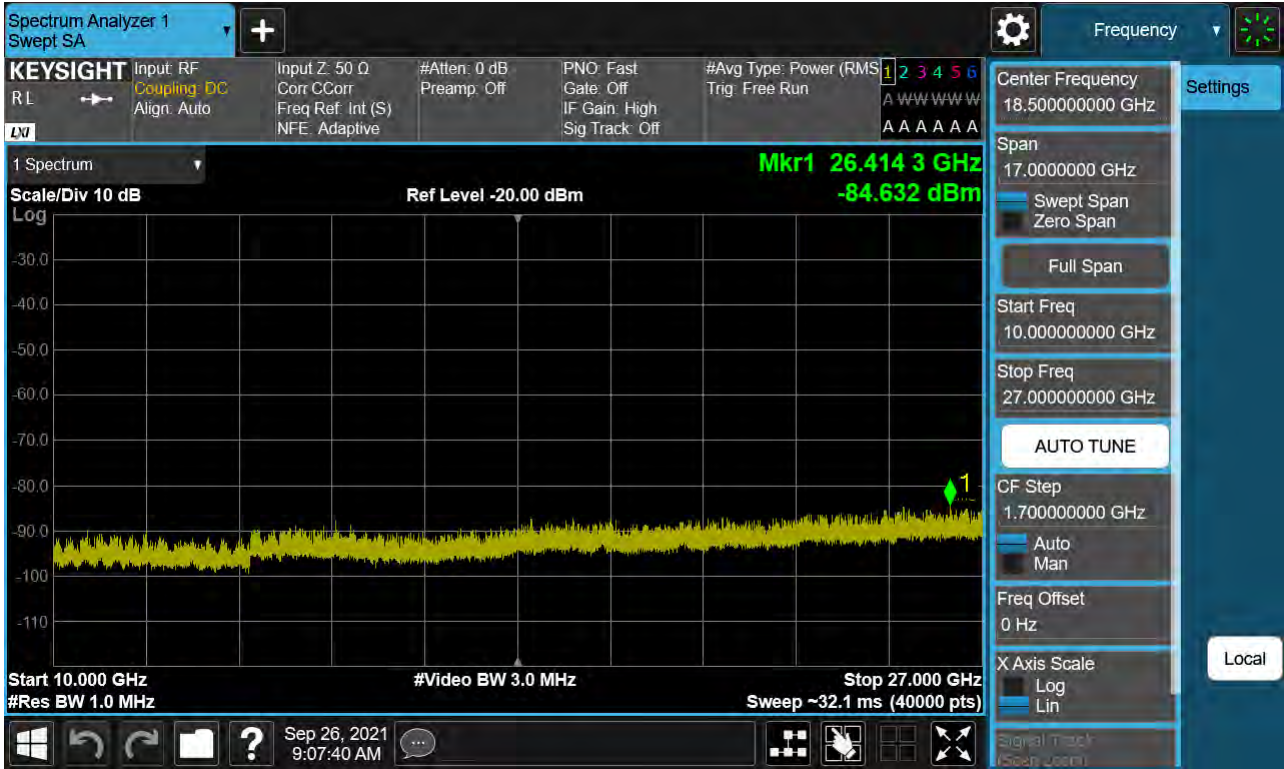 Spectrum Analyzer 1
Swept SA
+
Frequency
KEYSIGHT
R L
LXI
Input: RF
Coupling: DC
Align: Auto
Input Z: 50 Ω
Corr CCorr
Freq Ref: Int (S)
NFE: Adaptive
#Atten: 0 dB
Preamp: Off
PNO: Fast
Gate: Off
IF Gain: High
Sig Track: Off
#Avg Type: Power (RMS
Trig: Free Run
1 2 3 4 5 6
A W W W W W
A A A A A A
1 Spectrum
Scale/Div 10 dB
Log
Ref Level -20.00 dBm
Mkr1 26.414 3 GHz
-84.632 dBm
-30.0
-40.0
-50.0
-60.0
-70.0
-80.0
-90.0
-100
-110
1
Start 10.000 GHz
#Res BW 1.0 MHz
#Video BW 3.0 MHz
Stop 27.000 GHz
Sweep ~32.1 ms (40000 pts)
Center Frequency
18.500000000 GHz
Span
17.0000000 GHz
Swept Span
Zero Span
Full Span
Start Freq
10.000000000 GHz
Stop Freq
27.000000000 GHz
AUTO TUNE
CF Step
1.700000000 GHz
Auto
Man
Freq Offset
0 Hz
X Axis Scale
Log
Lin
Signal Track
(Span Zoom)
Settings
Local
?
Sep 26, 2021
9:07:40 AM